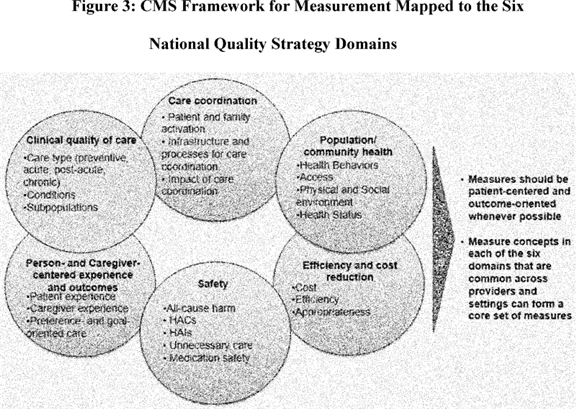 Figure 3: CMS Framework for Measurement Mapped to the Six
National Quality Strategy Domains
Care coordination
• Patient and family
activation
• Infrastructure and
processes for care
coordination
• Impact of care
coordination
Clinical quality of care
•Care type (preventive,
acute, post-acute,
chronic)
•Conditions
•Subpopulations
Population/
community health
•Health Behaviors
•Access
•Physical and Social
environment
•Health Status
Person- and Caregiver-
centered experience
and outcomes
•Patient experience
•Caregiver experience
•Preference- and goal-
oriented care
Safety
•All-cause harm
• HACs
• HAIs
• Unnecessary care
• Medication safety
Efficiency and cost
reduction
•Cost
•Efficiency
•Appropriateness
• Measures should be
patient-centered and
outcome-oriented
whenever possible
• Measure concepts in
each of the six
domains that are
common across
providers and
settings can form a
core set of measures